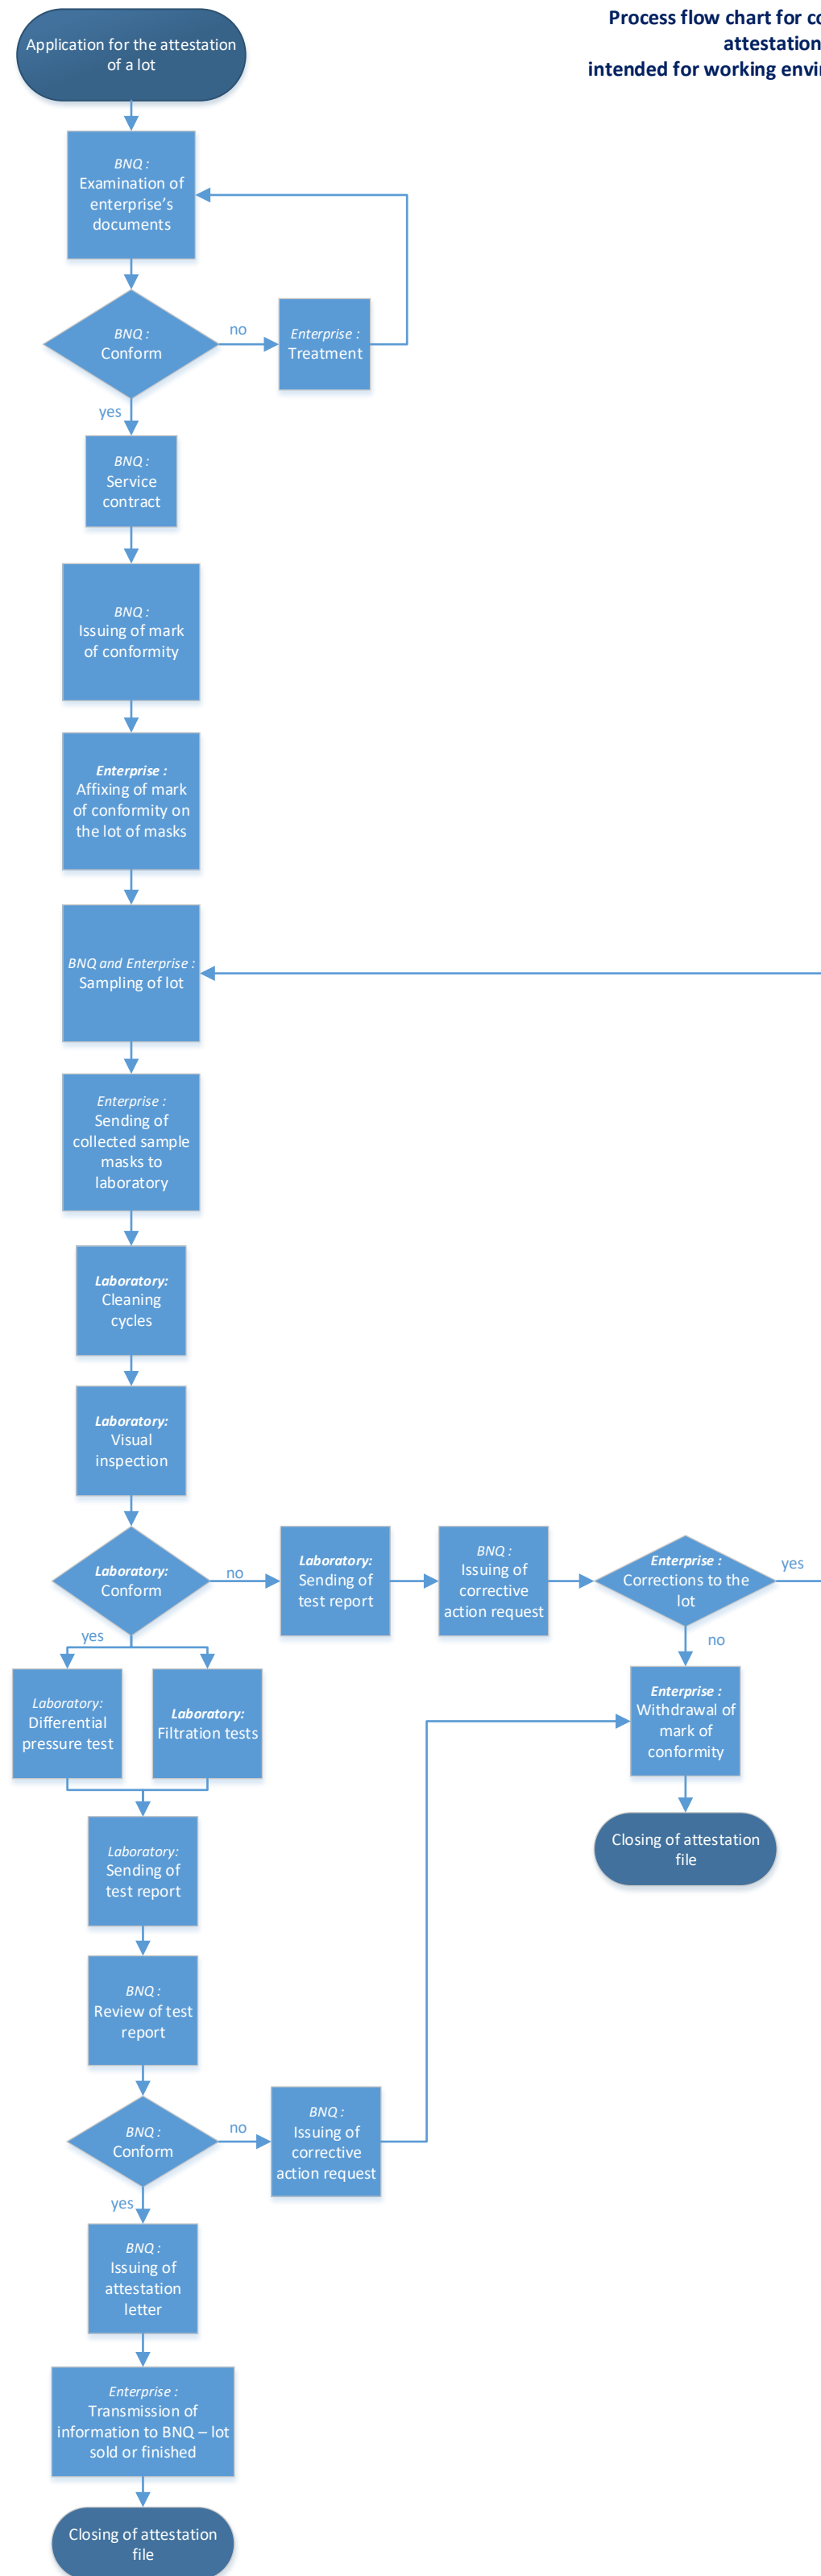 Process flow chart for co
attestation
intended for working envir
Application for the attestation
of a lot
BNQ :
Examination of
enterprise’s
documents
BNQ :
Conform
no
Enterprise :
Treatment
yes
BNQ :
Service
contract
BNQ :
Issuing of mark
of conformity
Enterprise :
Affixing of mark
of conformity on
the lot of masks
BNQ and Enterprise :
Sampling of lot
Enterprise :
Sending of
collected sample
masks to
laboratory
Laboratory:
Cleaning
cycles
Laboratory:
Visual
inspection
Laboratory:
Conform
no
Laboratory:
Sending of
test report
BNQ :
Issuing of
corrective
action request
Enterprise :
Corrections to the
lot
yes
no
Enterprise :
Withdrawal of
mark of
conformity
Closing of attestation
file
yes
Laboratory:
Differential
pressure test
Laboratory:
Filtration tests
Laboratory:
Sending of
test report
BNQ :
Review of test
report
BNQ :
Conform
no
BNQ :
Issuing of
corrective
action request
yes
BNQ :
Issuing of
attestation
letter
Enterprise :
Transmission of
information to BNQ – lot
sold or finished
Closing of attestation
file